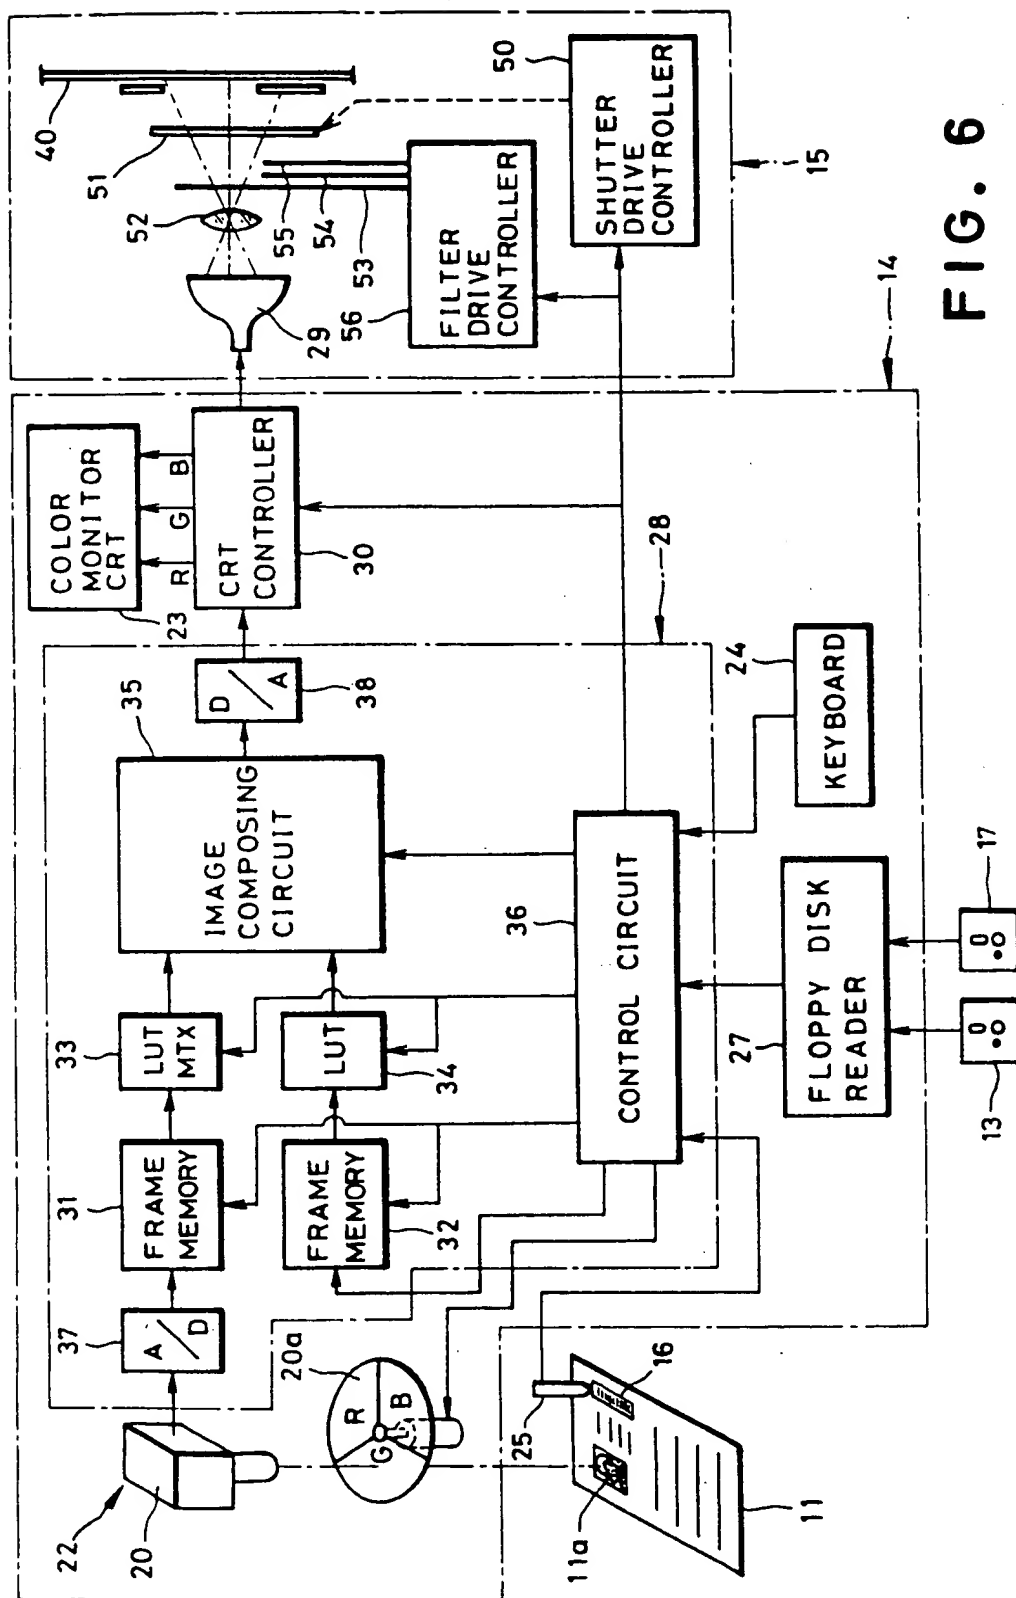 22
20
37
A
D
31
FRAME
MEMORY
33
LUT
MTX
35
IMAGE
COMPOSING
CIRCUIT
D
A
38
COLOR
MONITOR
CRT
23
R
G
B
CRT
CONTROLLER
30
32
FRAME
MEMORY
34
LUT
36
CONTROL CIRCUIT
28
20a
R
G
B
25
16
11a
11
27
FLOPPY DISK
READER
13
17
24
KEYBOARD
14
40
51
52
55
54
53
29
56
FILTER
DRIVE
CONTROLLER
50
SHUTTER
DRIVE
CONTROLLER
15
FIG. 6